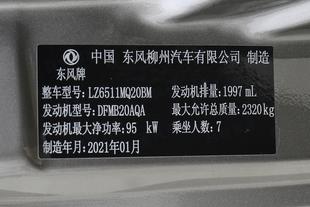 中国 东风柳州汽车有限公司 制造
东风牌
整车型号:LZ6511MQ20BM 发动机排量:1997 mL
发动机型号:DFMB20AQA 最大允许总质量:2320kg
发动机最大净功率:95 kW 乘坐人数:7
制造年月:2021年01月